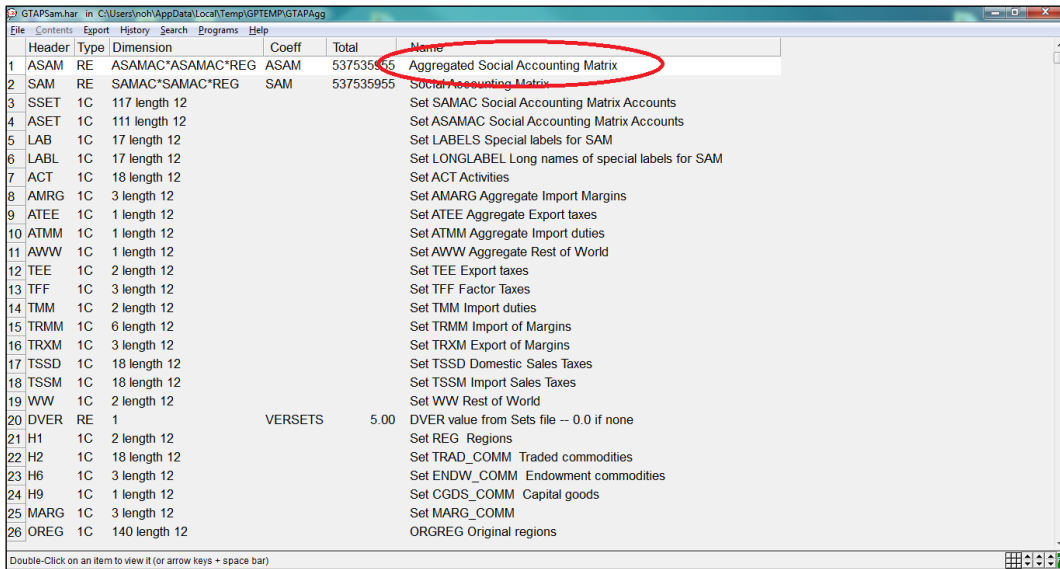 GTAPSam.har in C:\Users\noh\AppData\Local\Temp\GPTEMP\GTAPAgg
File Contents Export History Search Programs Help
Header Type Dimension Coeff Total Name
1 ASAM RE ASAMAC*ASAMAC*REG ASAM 537535955 Aggregated Social Accounting Matrix
2 SAM RE SAMAC*SAMAC*REG SAM 537535955 Social Accounting Matrix
3 SSET 1C 117 length 12 Set SAMAC Social Accounting Matrix Accounts
4 ASET 1C 111 length 12 Set ASAMAC Social Accounting Matrix Accounts
5 LAB 1C 17 length 12 Set LABELS Special labels for SAM
6 LABL 1C 17 length 12 Set LONGLABEL Long names of special labels for SAM
7 ACT 1C 18 length 12 Set ACT Activities
8 AMRG 1C 3 length 12 Set AMARG Aggregate Import Margins
9 ATEE 1C 1 length 12 Set ATEE Aggregate Export taxes
10 ATMM 1C 1 length 12 Set ATMM Aggregate Import duties
11 AWW 1C 1 length 12 Set AWW Aggregate Rest of World
12 TEE 1C 2 length 12 Set TEE Export taxes
13 TFF 1C 3 length 12 Set TFF Factor Taxes
14 TMM 1C 2 length 12 Set TMM Import duties
15 TRMM 1C 6 length 12 Set TRMM Import of Margins
16 TRXM 1C 3 length 12 Set TRXM Export of Margins
17 TSSD 1C 18 length 12 Set TSSD Domestic Sales Taxes
18 TSSM 1C 18 length 12 Set TSSM Import Sales Taxes
19 WW 1C 2 length 12 Set WW Rest of World
20 DVER RE 1 VERSETS 5.00 DVER value from Sets file -- 0.0 if none
21 H1 1C 2 length 12 Set REG Regions
22 H2 1C 18 length 12 Set TRAD_COMM Traded commodities
23 H6 1C 3 length 12 Set ENDW_COMM Endowment commodities
24 H9 1C 1 length 12 Set CGDS_COMM Capital goods
25 MARG 1C 3 length 12 Set MARG_COMM
26 OREG 1C 140 length 12 ORGREG Original regions
Double-Click on an item to view it (or arrow keys + space bar)